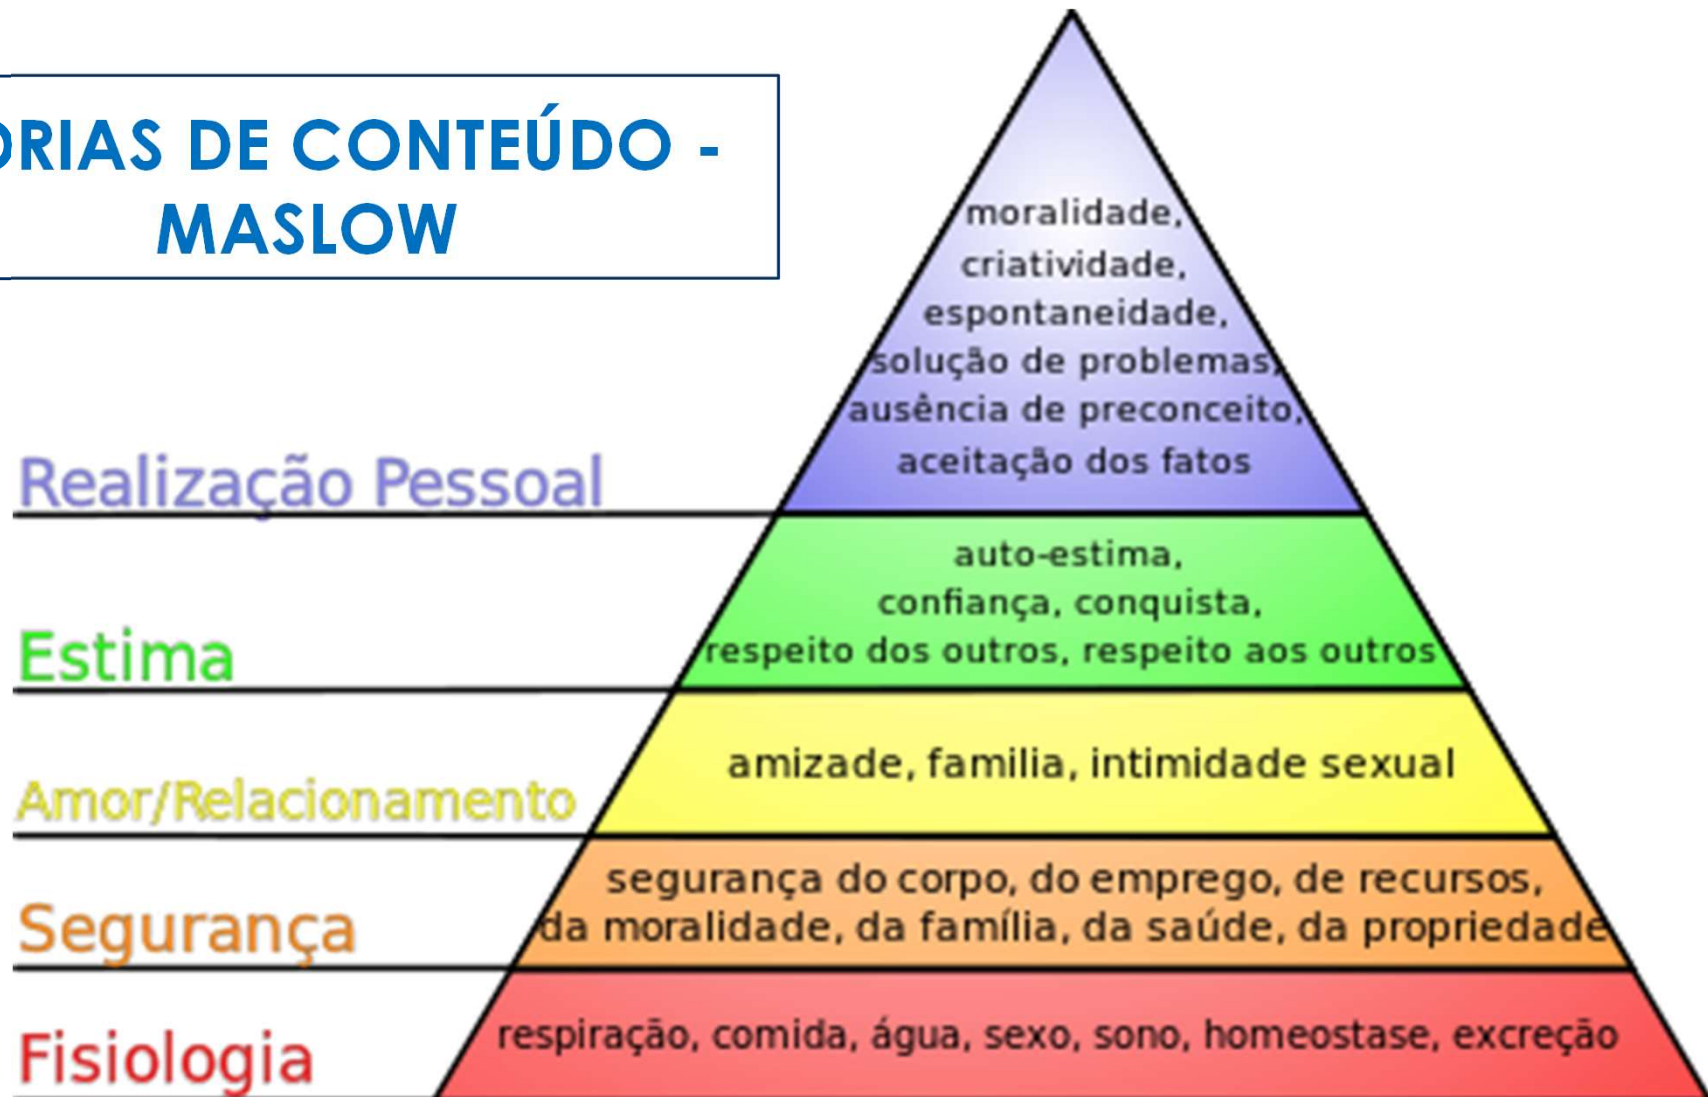 ORIAS DE CONTEÚDO -
MASLOW
moralidade,
criatividade,
espontaneidade,
solução de problemas,
ausência de preconceito,
aceitação dos fatos
Realização Pessoal
auto-estima,
confiança, conquista,
respeito dos outros, respeito aos outros
Estima
amizade, familia, intimidade sexual
Amor/Relacionamento
segurança do corpo, do emprego, de recursos,
da moralidade, da família, da saúde, da propriedade
Segurança
respiração, comida, água, sexo, sono, homeostase, excreção
Fisiologia